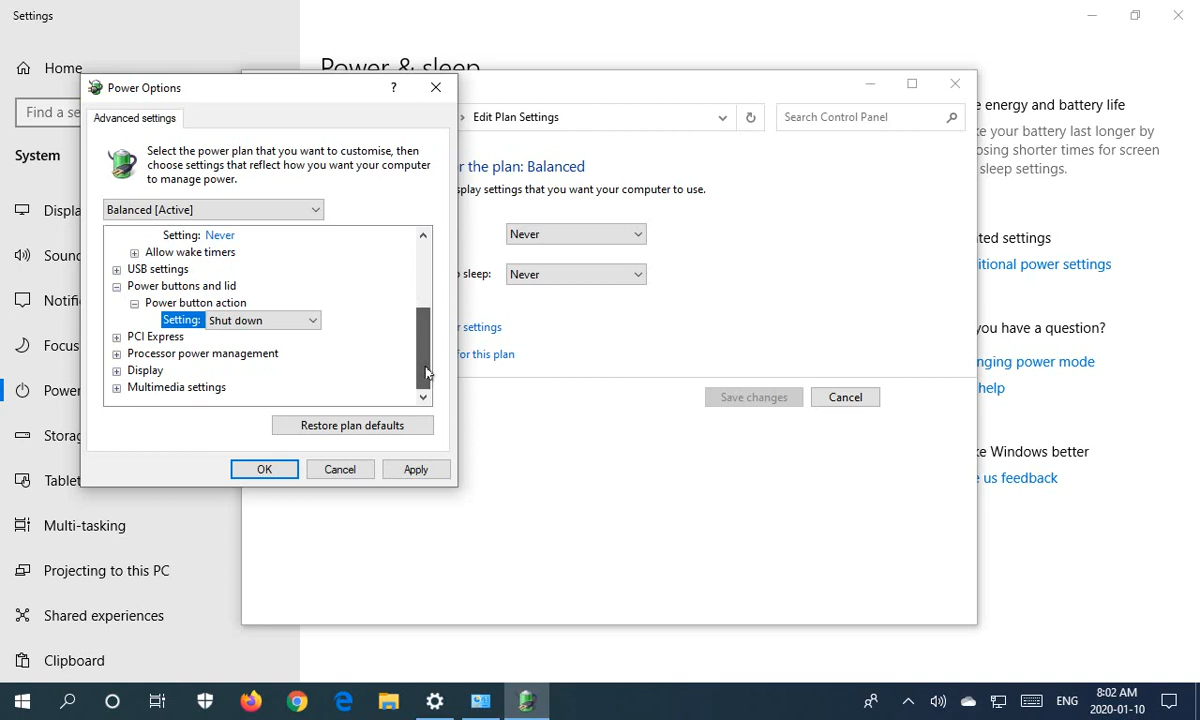 Settings
Home
Find a se
System
Displa
Soun
Notifi
Focus
Power
Storag
Tablet
Multi-tasking
Projecting to this PC
Shared experiences
Clipboard
Power & sleep
e energy and battery life
ke your battery last longer by
osing shorter times for screen
sleep settings.
ted settings
itional power settings
you have a question?
nging power mode
help
ke Windows better
e us feedback
Edit Plan Settings
Search Control Panel
r the plan: Balanced
splay settings that you want your computer to use.
Never
o sleep:
Never
r settings
for this plan
Save changes
Cancel
Power Options
?
Advanced settings
Select the power plan that you want to customise, then
choose settings that reflect how you want your computer
to manage power.
Balanced [Active]
Setting: Never
Allow wake timers
USB settings
Power buttons and lid
Power button action
Setting: Shut down
PCI Express
Processor power management
Display
Multimedia settings
Restore plan defaults
OK
Cancel
Apply
ENG
8:02 AM
2020-01-10